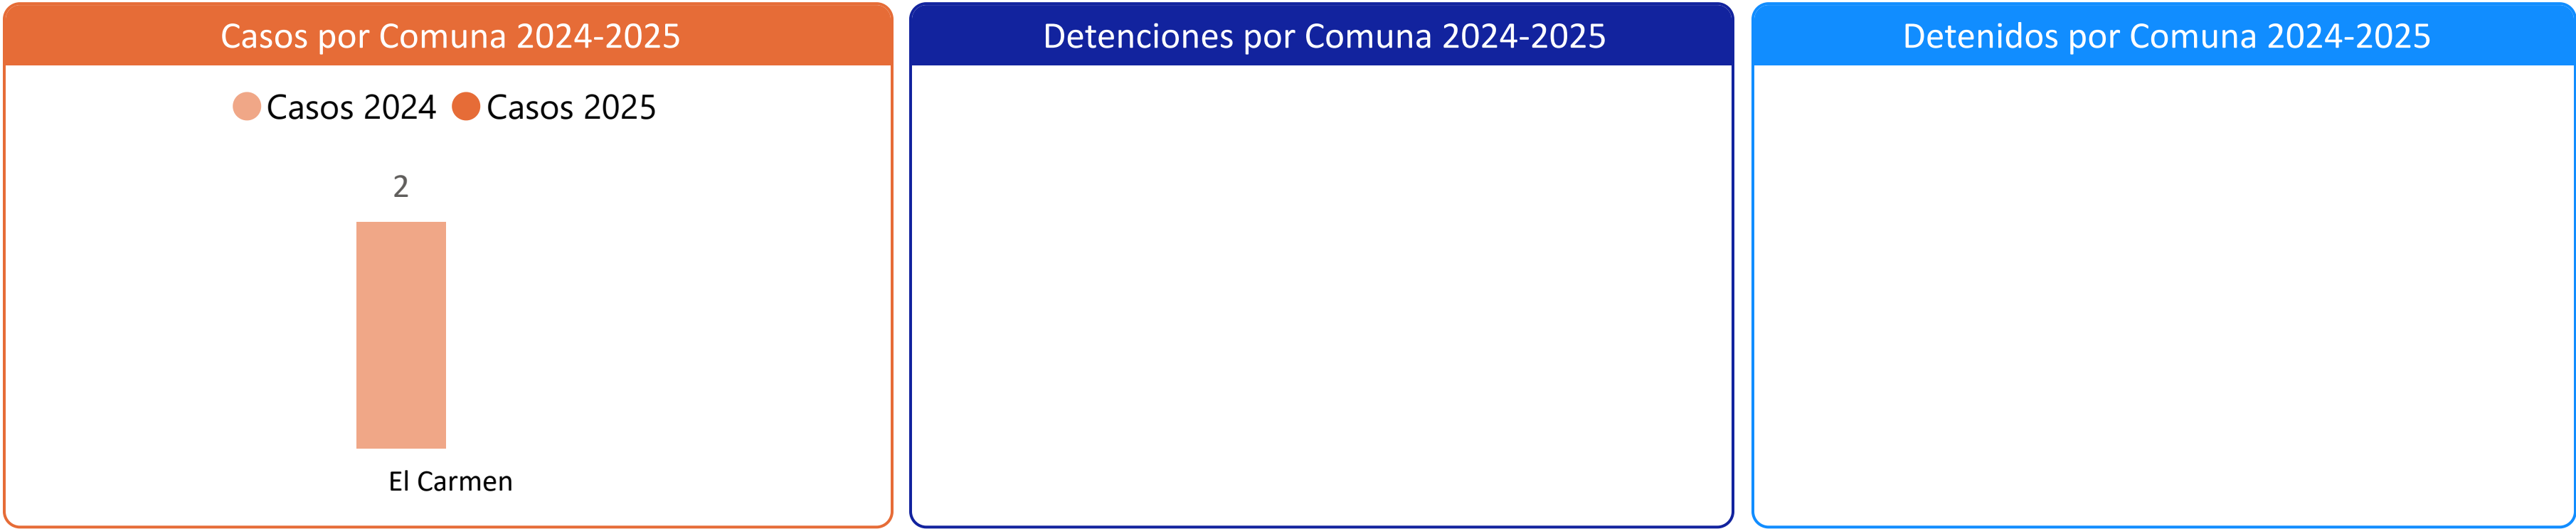 Casos por Comuna 2024-2025
Casos 2024 Casos 2025
2
El Carmen
Detenciones por Comuna 2024-2025
Detenidos por Comuna 2024-2025